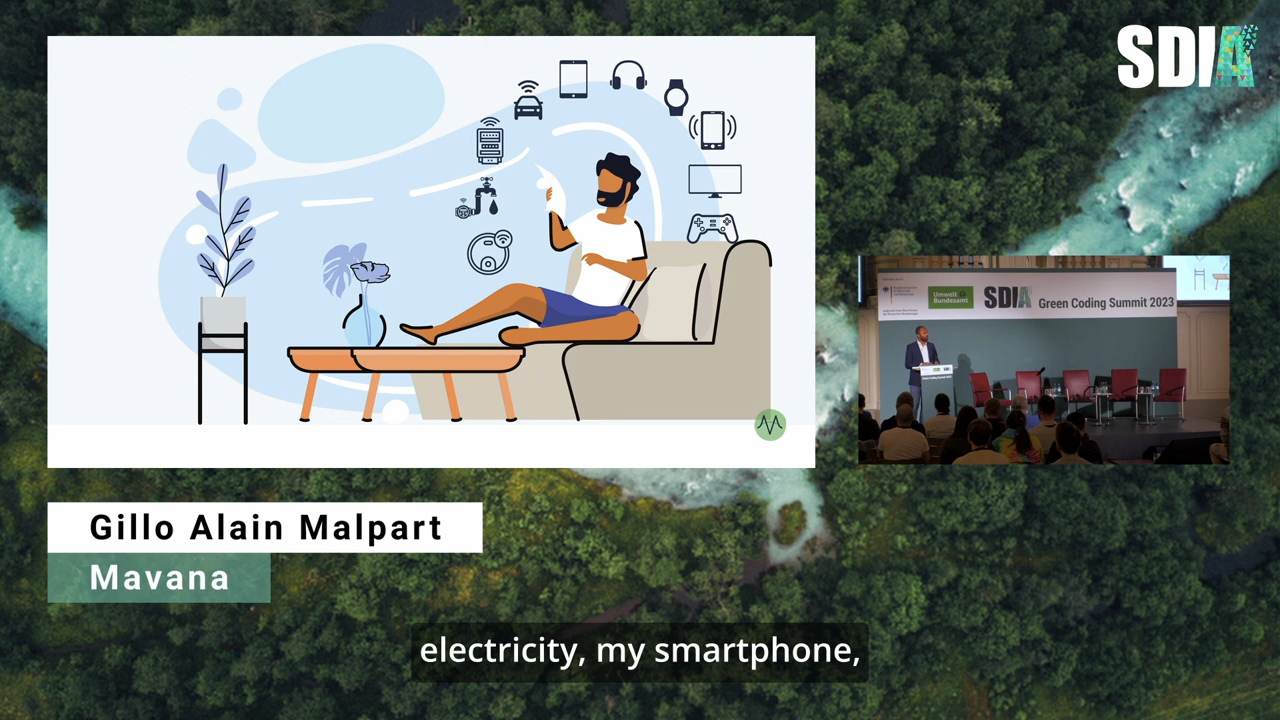 SDIA
Umwelt
Bundesamt
SDIA
Green Coding Summit 2023
Gillo Alain Malpart
Mavana
electricity, my smartphone,